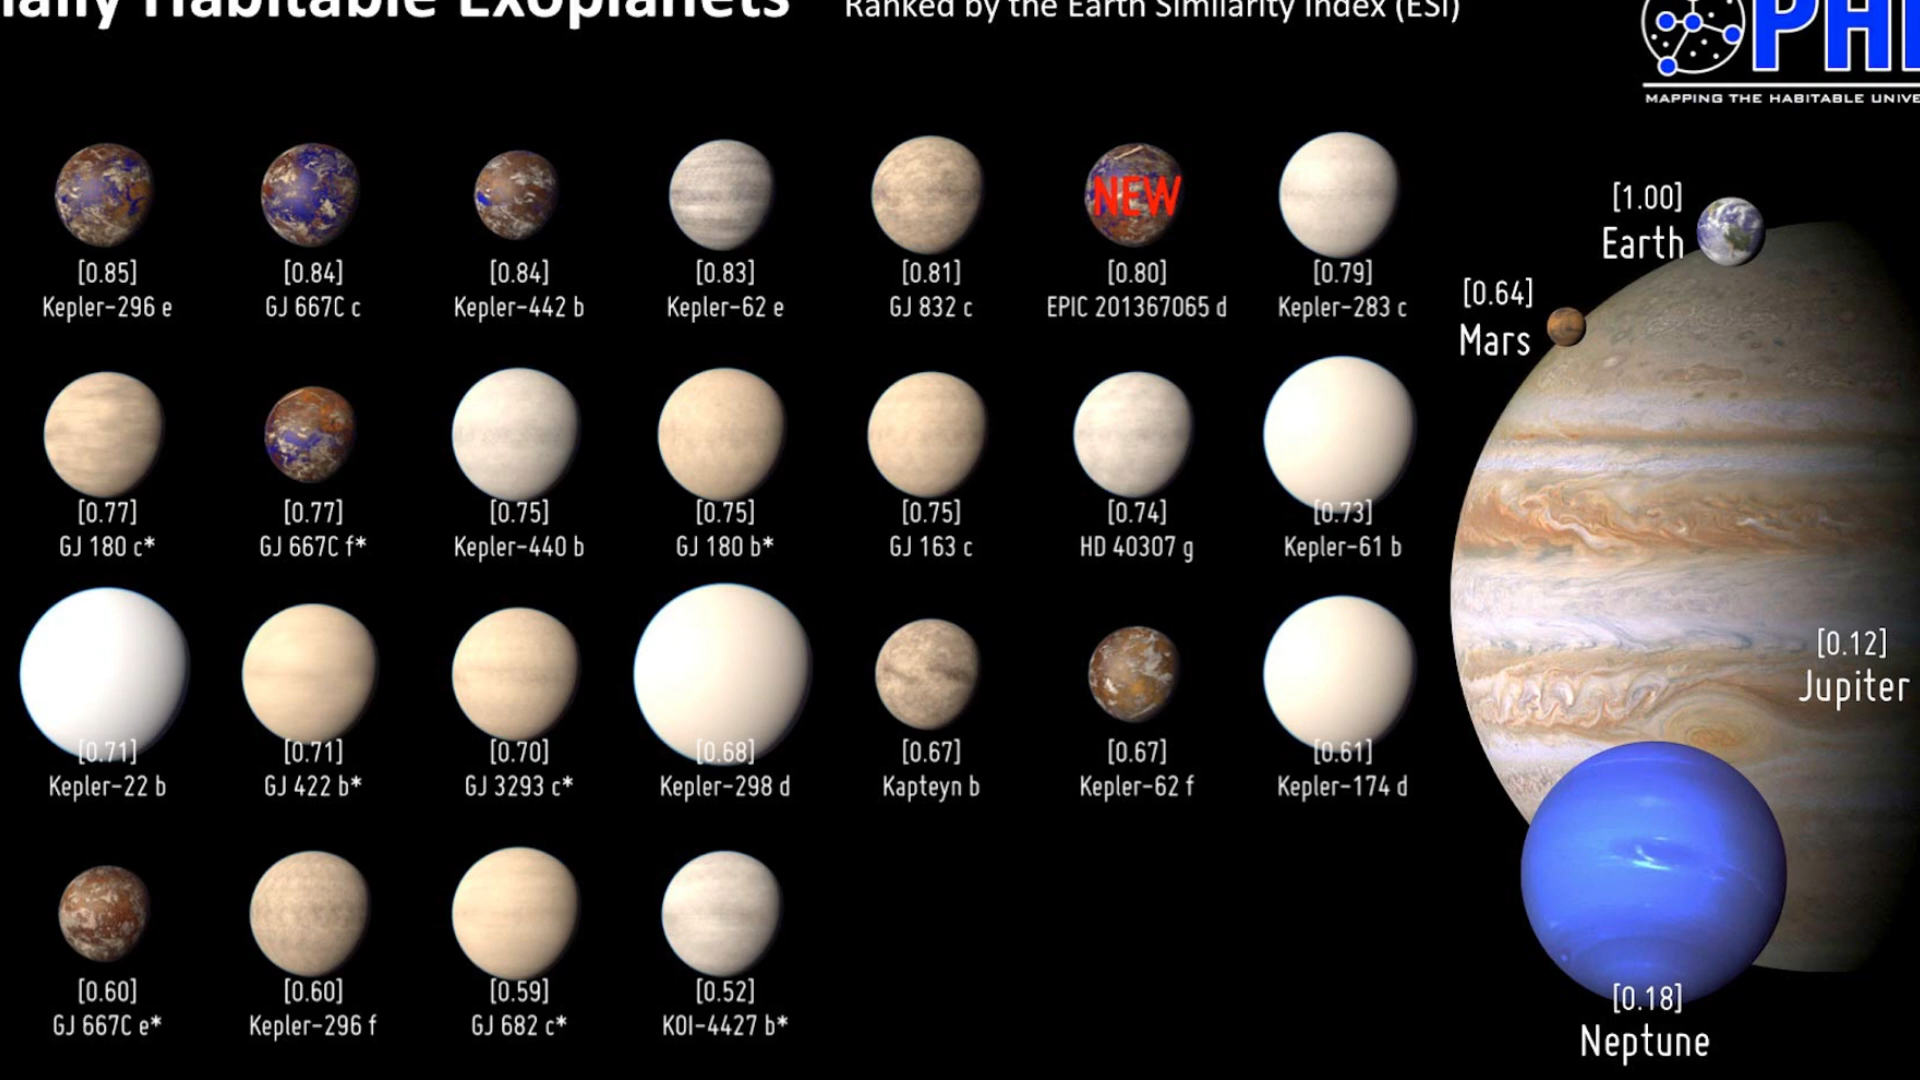 Habitable Exoplanets
Ranked by the Earth Similarity Index (ESI)
PH
MAPPING THE HABITABLE
[0.85]
Kepler-296 e
[0.84]
GJ 667C c
[0.84]
Kepler-442 b
[0.83]
Kepler-62 e
[0.81]
GJ 832 c
NEW
[0.80]
EPIC 201367065 d
[0.79]
Kepler-283 c
[1.00]
Earth
[0.64]
Mars
[0.77]
GJ 180 c*
[0.77]
GJ 667C f*
[0.75]
Kepler-440 b
[0.75]
GJ 180 b*
[0.75]
GJ 163 c
[0.74]
HD 40307 g
[0.73]
Kepler-61 b
[0.71]
Kepler-22 b
[0.71]
GJ 422 b*
[0.70]
GJ 3293 c*
[0.68]
Kepler-298 d
[0.67]
Kapteyn b
[0.67]
Kepler-62 f
[0.61]
Kepler-174 d
[0.12]
Jupiter
[0.60]
GJ 667C e*
[0.60]
Kepler-296 f
[0.59]
GJ 682 c*
[0.52]
KOI-4427 b*
[0.18]
Neptune